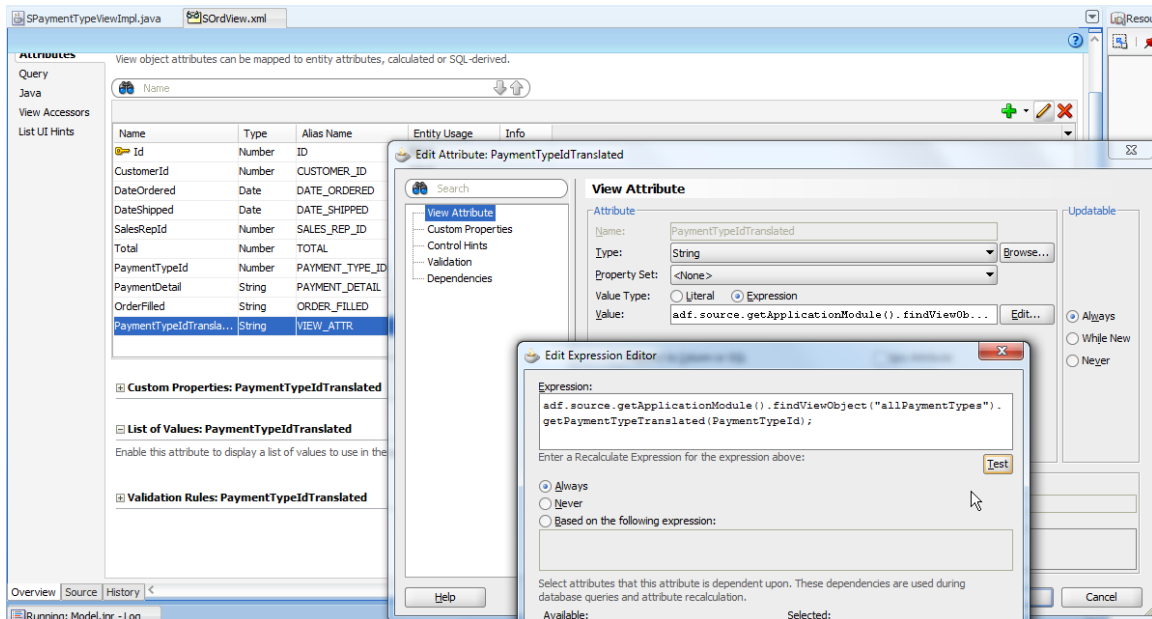 SPaymentTypeViewImpl.java
SOrdView.xml
Resou
Attributes
View object attributes can be mapped to entity attributes, calculated or SQL-derived.
Query
Java
View Accessors
List UI Hints
Name
Name Type Alias Name Entity Usage Info
Id Number ID
CustomerId Number CUSTOMER_ID
DateOrdered Date DATE_ORDERED
DateShipped Date DATE_SHIPPED
SalesRepId Number SALES_REP_ID
Total Number TOTAL
PaymentTypeId Number PAYMENT_TYPE_ID
PaymentDetail String PAYMENT_DETAIL
OrderFilled String ORDER_FILLED
PaymentTypeIdTransla... String VIEW_ATTR
Custom Properties: PaymentTypeIdTranslated
List of Values: PaymentTypeIdTranslated
Enable this attribute to display a list of values to use in the
Validation Rules: PaymentTypeIdTranslated
Overview Source History
Running: Model.jpr - Log
Edit Attribute: PaymentTypeIdTranslated
Search
View Attribute
Custom Properties
Control Hints
Validation
Dependencies
View Attribute
Attribute
Name: PaymentTypeIdTranslated
Type: String Browse...
Property Set: <None>
Value Type: Literal Expression
Value: adf.source.getApplicationModule().findViewOb... Edit...
Updatable
Always
While New
Never
Help
Cancel
Edit Expression Editor
Expression:
adf.source.getApplicationModule().findViewObject("allPaymentTypes").
getPaymentTypeTranslated(PaymentTypeId);
Enter a Recalculate Expression for the expression above:
Test
Always
Never
Based on the following expression:
Select attributes that this attribute is dependent upon. These dependencies are used during
database queries and attribute recalculation.
Available: Selected: